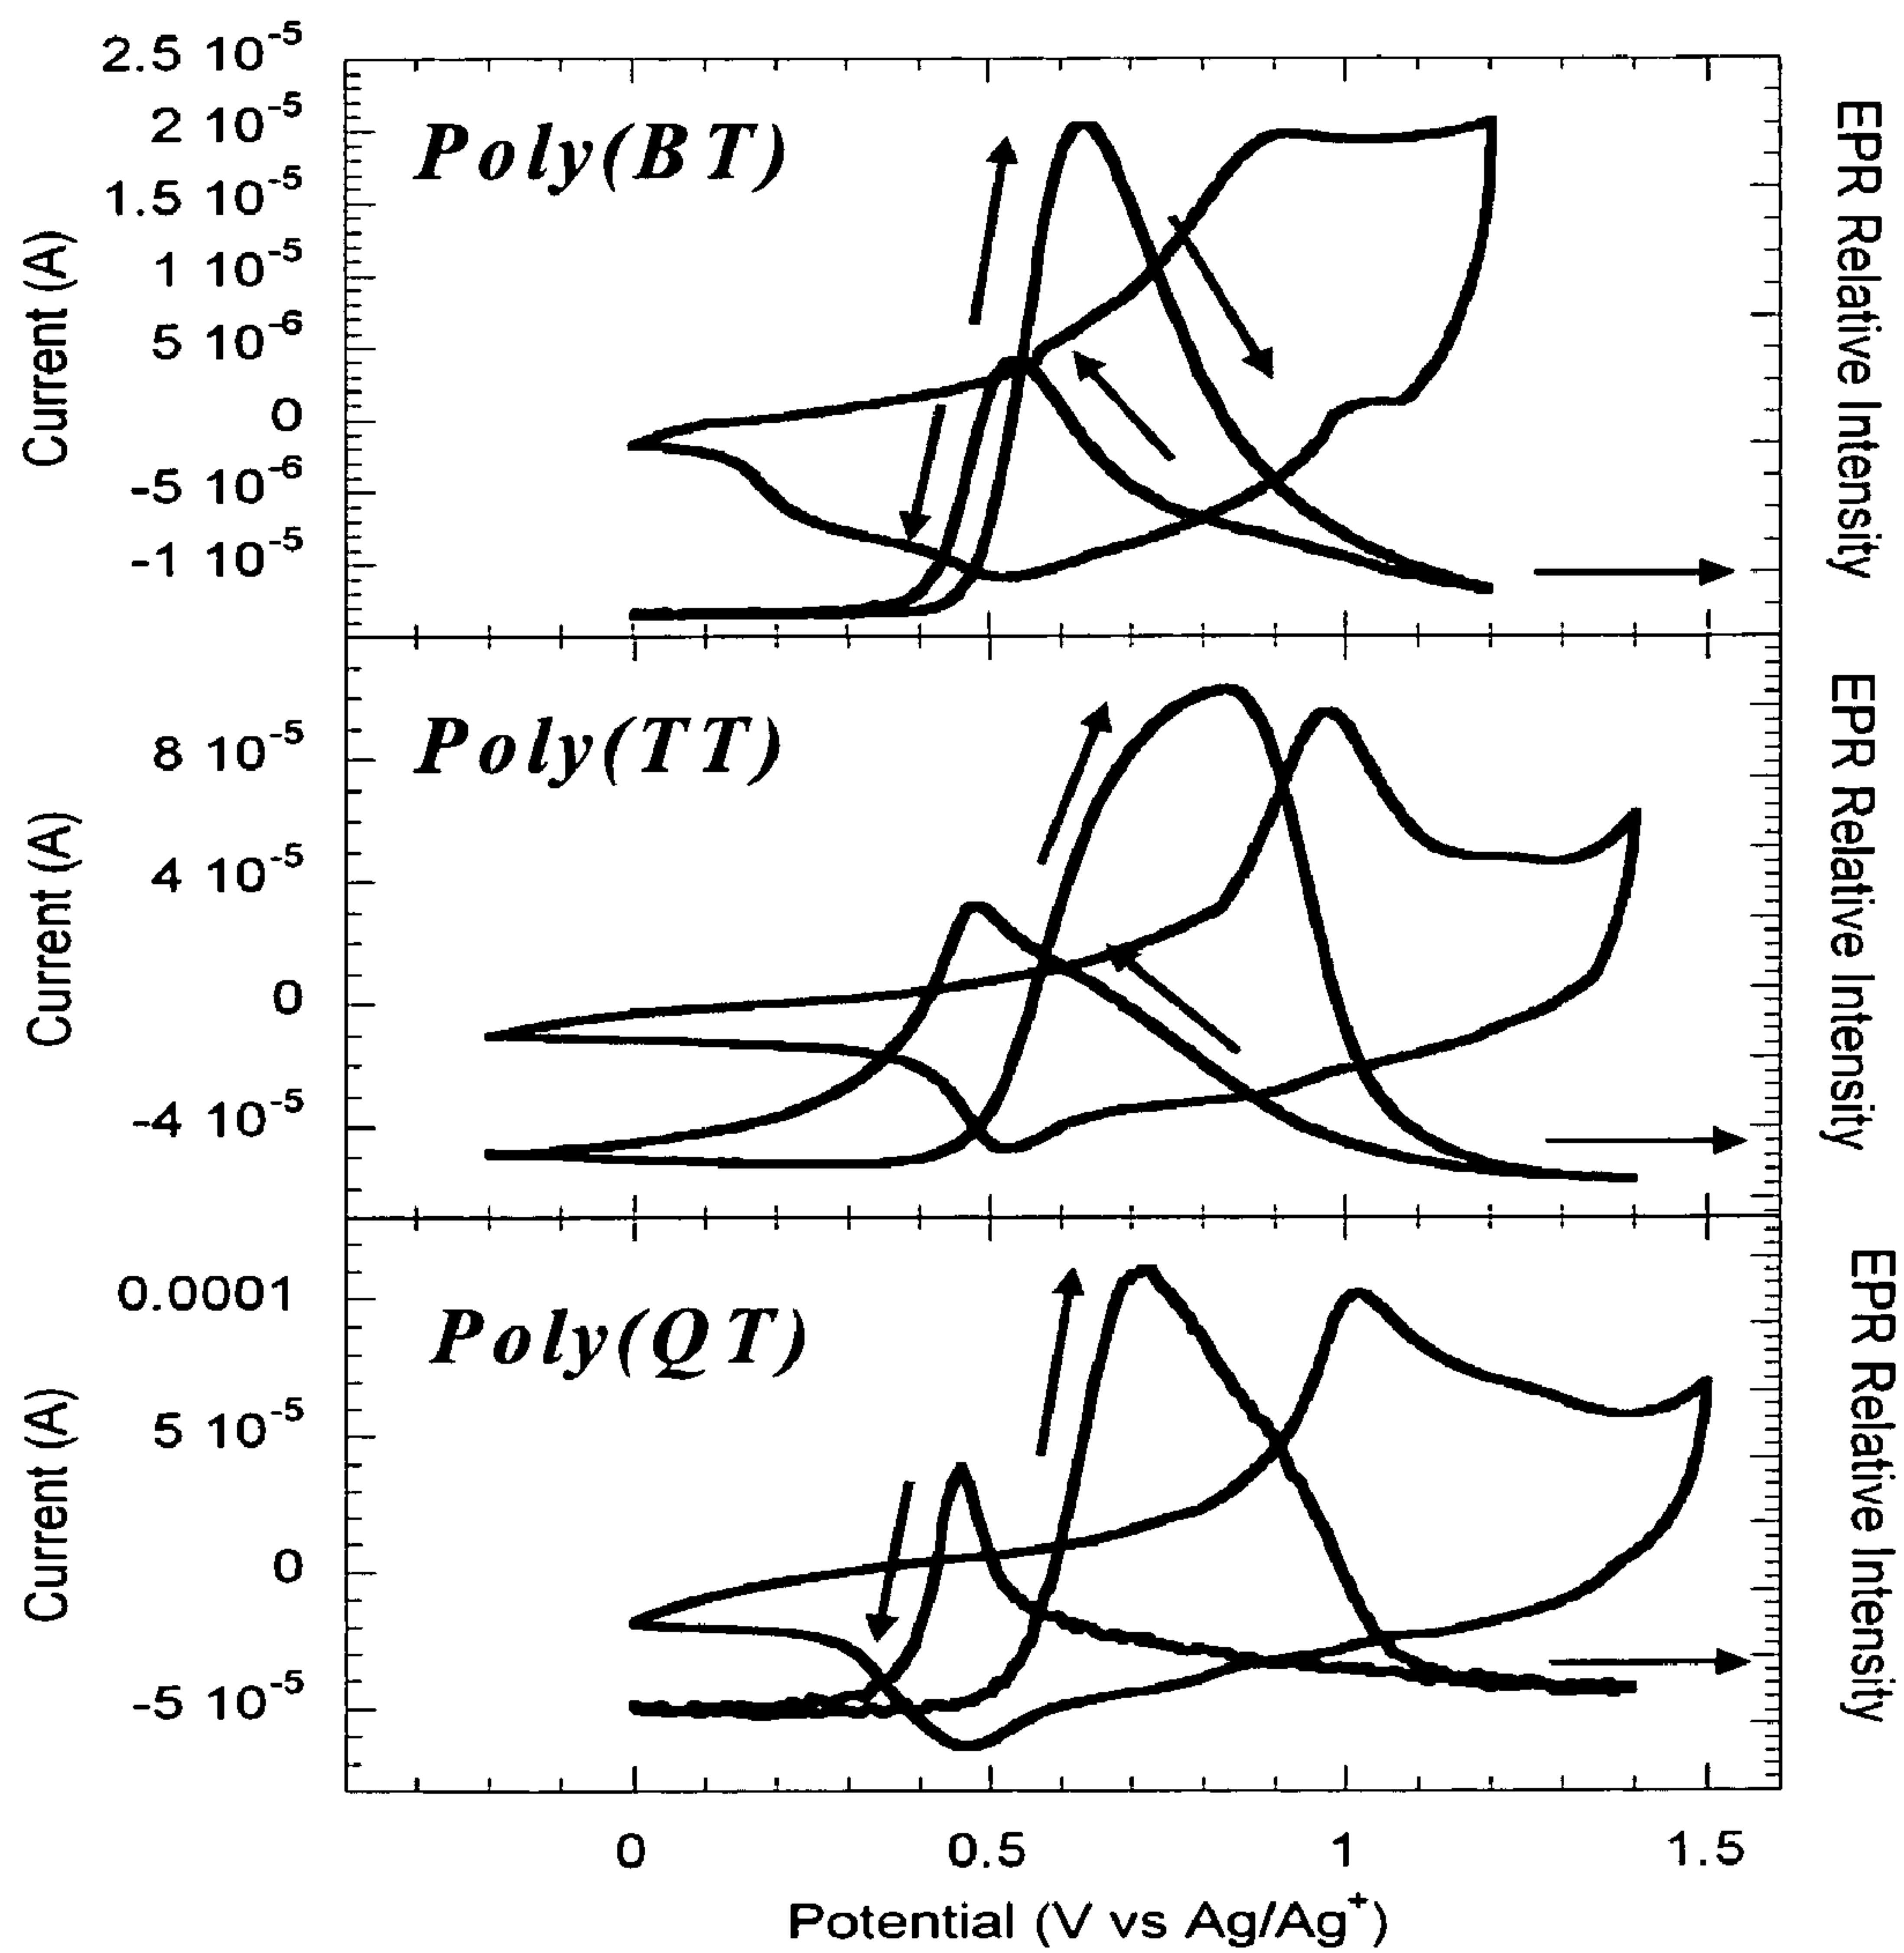 2.5 10⁻⁵
2 10⁻⁵
1.5 10⁻⁵
1 10⁻⁵
5 10⁻⁶
0
-5 10⁻⁶
-1 10⁻⁵
Current (A)
Poly(BT)
EPR Relative Intensity
8 10⁻⁵
4 10⁻⁵
0
-4 10⁻⁵
Current (A)
Poly(TT)
EPR Relative Intensity
0.0001
5 10⁻⁵
0
-5 10⁻⁵
Current (A)
Poly(QT)
EPR Relative Intensity
0 0.5 1 1.5
Potential (V vs Ag/Ag⁺)